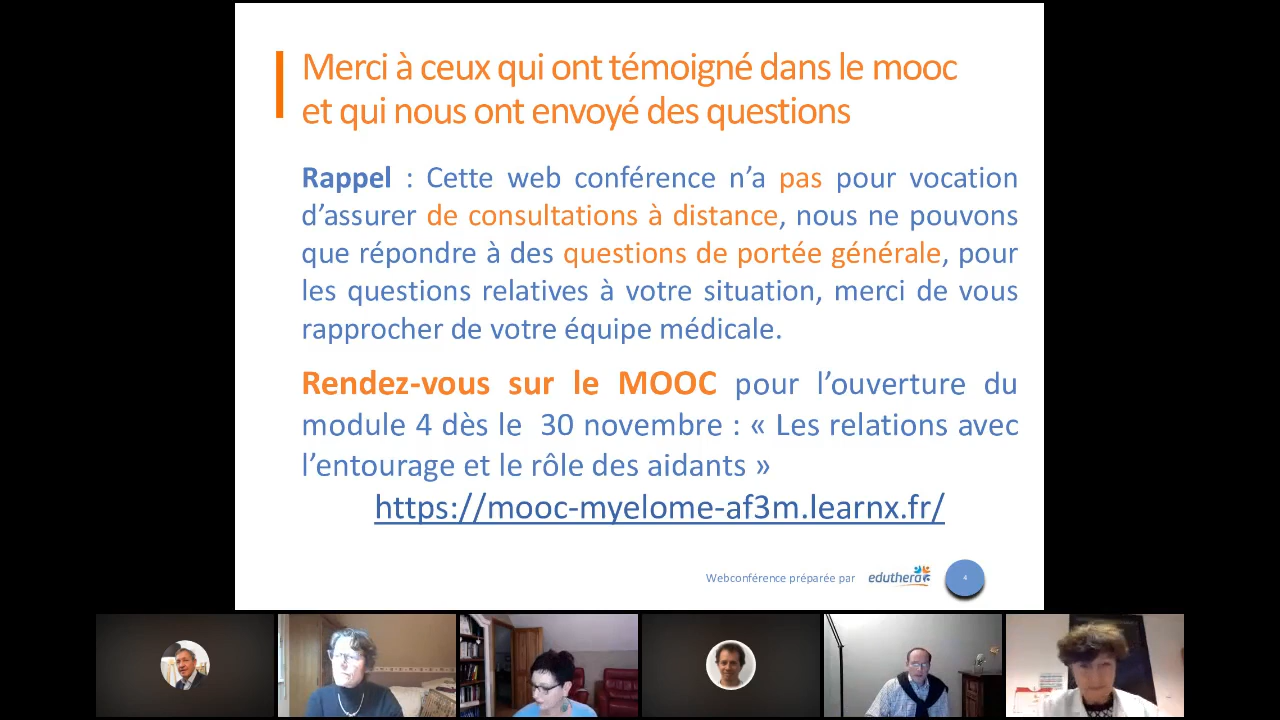 Merci à ceux qui ont témoigné dans le mooc
et qui nous ont envoyé des questions
Rappel : Cette web conférence n’a pas pour vocation
d’assurer de consultations à distance, nous ne pouvons
que répondre à des questions de portée générale, pour
les questions relatives à votre situation, merci de vous
rapprocher de votre équipe médicale.
Rendez-vous sur le MOOC pour l’ouverture du
module 4 dès le 30 novembre : « Les relations avec
l’entourage et le rôle des aidants »
https://mooc-myelome-af3m.learnx.fr/
Webconférence préparée par eduthera 4